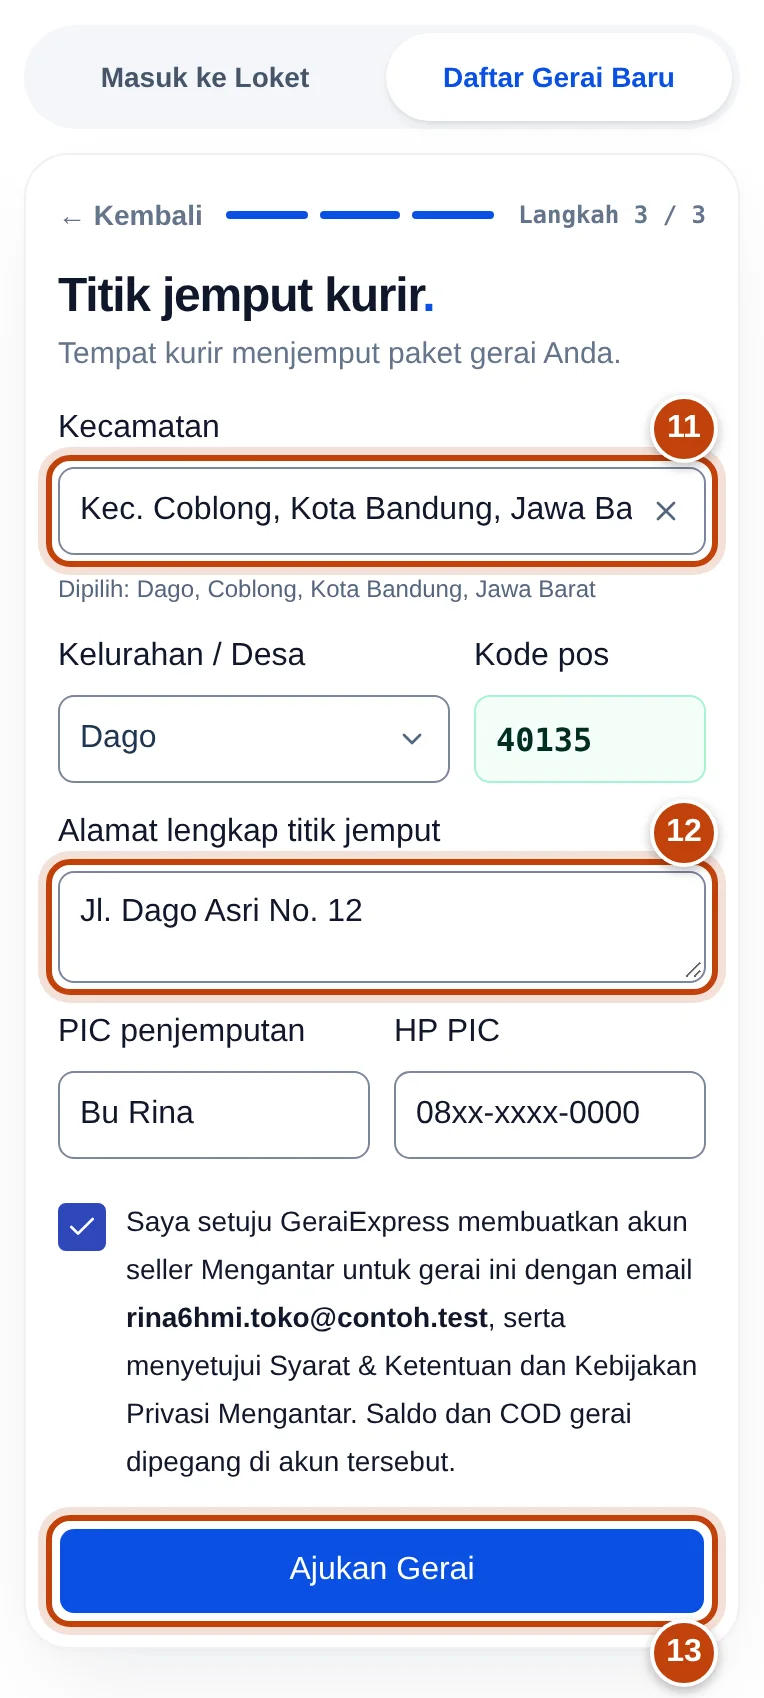 Masuk ke Loket
Daftar Gerai Baru
← Kembali
Langkah 3 / 3
Titik jemput kurir.
Tempat kurir menjemput paket gerai Anda.
Kecamatan
11
Kec. Coblong, Kota Bandung, Jawa Ba
Dipilih: Dago, Coblong, Kota Bandung, Jawa Barat
Kelurahan / Desa
Kode pos
Dago
40135
Alamat lengkap titik jemput
12
Jl. Dago Asri No. 12
PIC penjemputan
HP PIC
Bu Rina
08xx-xxxx-0000
Saya setuju GeraiExpress membuatkan akun
seller Mengantar untuk gerai ini dengan email
rina6hmi.toko@contoh.test, serta
menyetujui Syarat & Ketentuan dan Kebijakan
Privasi Mengantar. Saldo dan COD gerai
dipegang di akun tersebut.
Ajukan Gerai
13